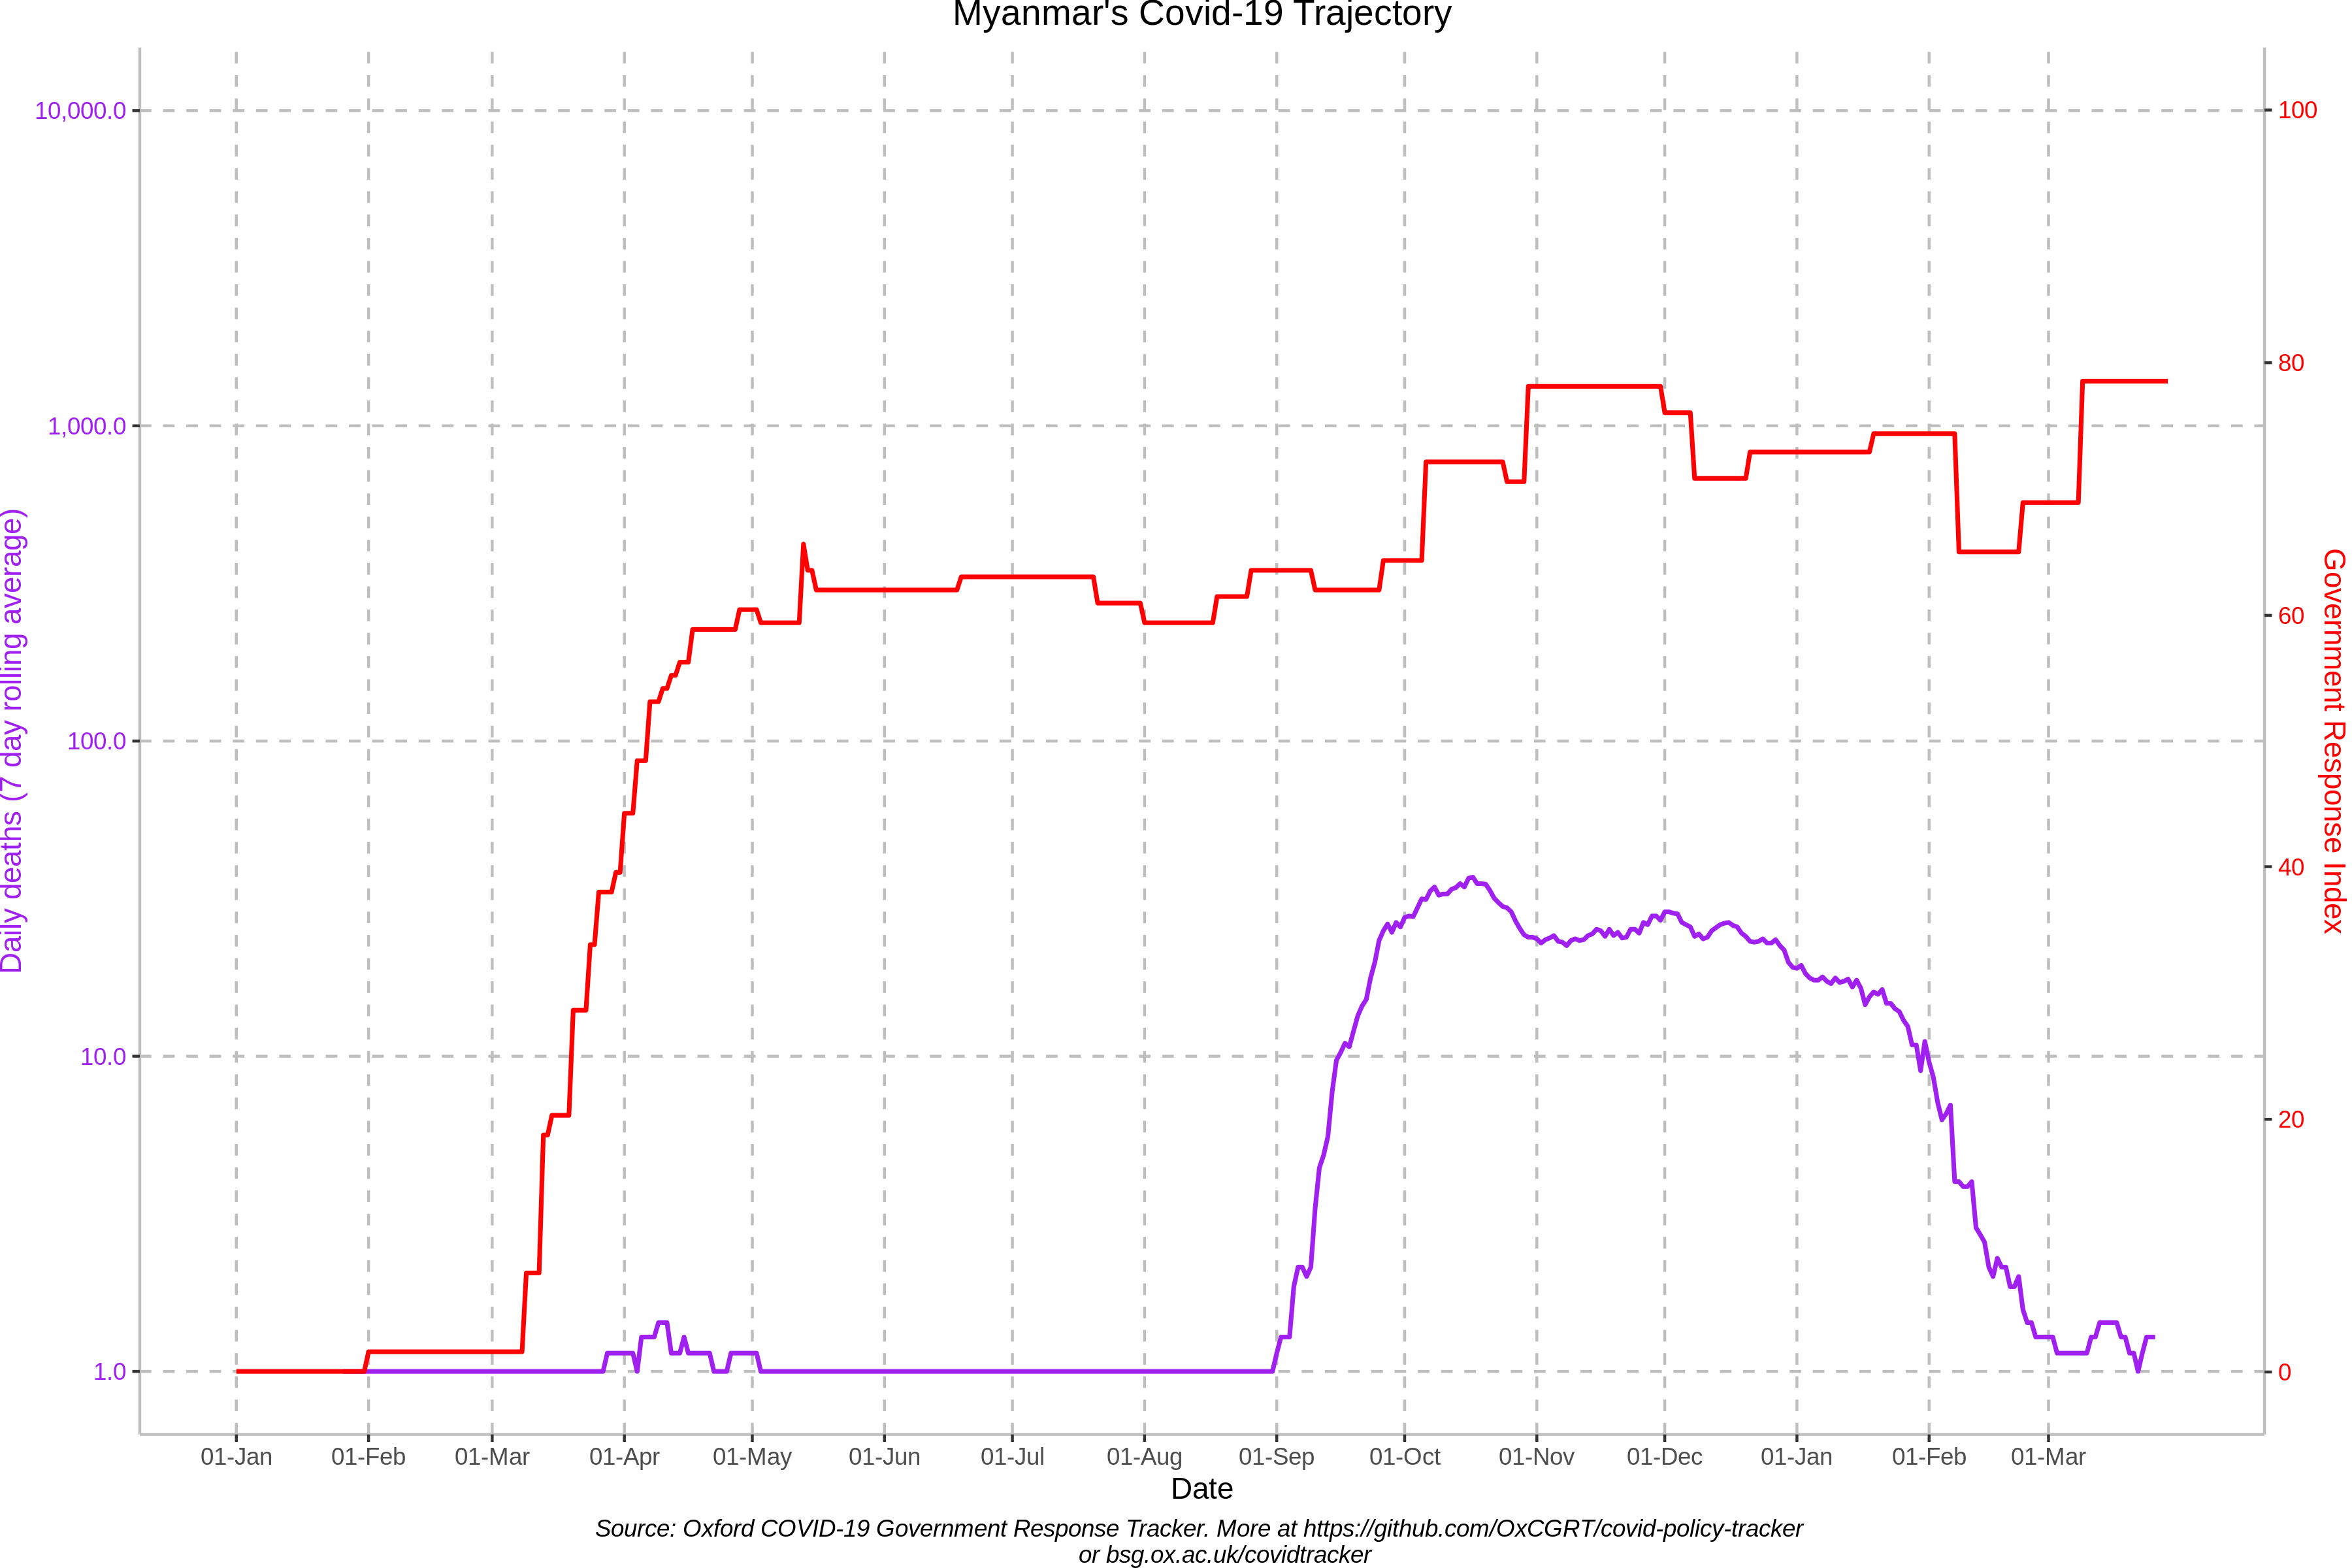 Myanmar's Covid-19 Trajectory
10,000.0
1,000.0
100.0
10.0
1.0
Daily deaths (7 day rolling average)
100
80
60
40
20
0
Government Response Index
01-Jan 01-Feb 01-Mar 01-Apr 01-May 01-Jun 01-Jul 01-Aug 01-Sep 01-Oct 01-Nov 01-Dec 01-Jan 01-Feb 01-Mar
Date
Source: Oxford COVID-19 Government Response Tracker. More at https://github.com/OxCGRT/covid-policy-tracker
or bsg.ox.ac.uk/covidtracker